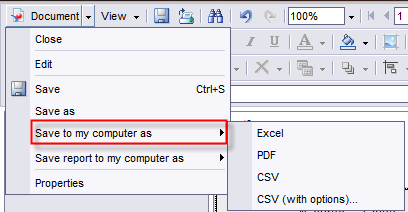 Document View 100% 1
Close
Edit
Save Ctrl+S
Save as
Save to my computer as
Save report to my computer as
Properties
Excel
PDF
CSV
CSV (with options)...